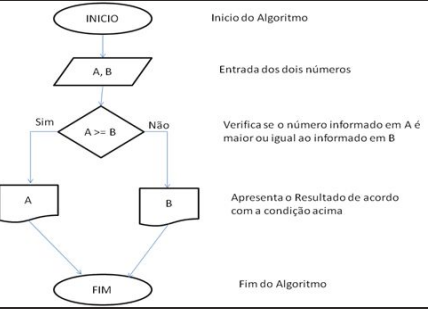 INICIO
Inicio do Algoritmo
A, B
Entrada dos dois números
Sim
A >= B
Não
Verifica se o número informado em A é
maior ou igual ao informado em B
A
B
Apresenta o Resultado de acordo
com a condição acima
FIM
Fim do Algoritmo